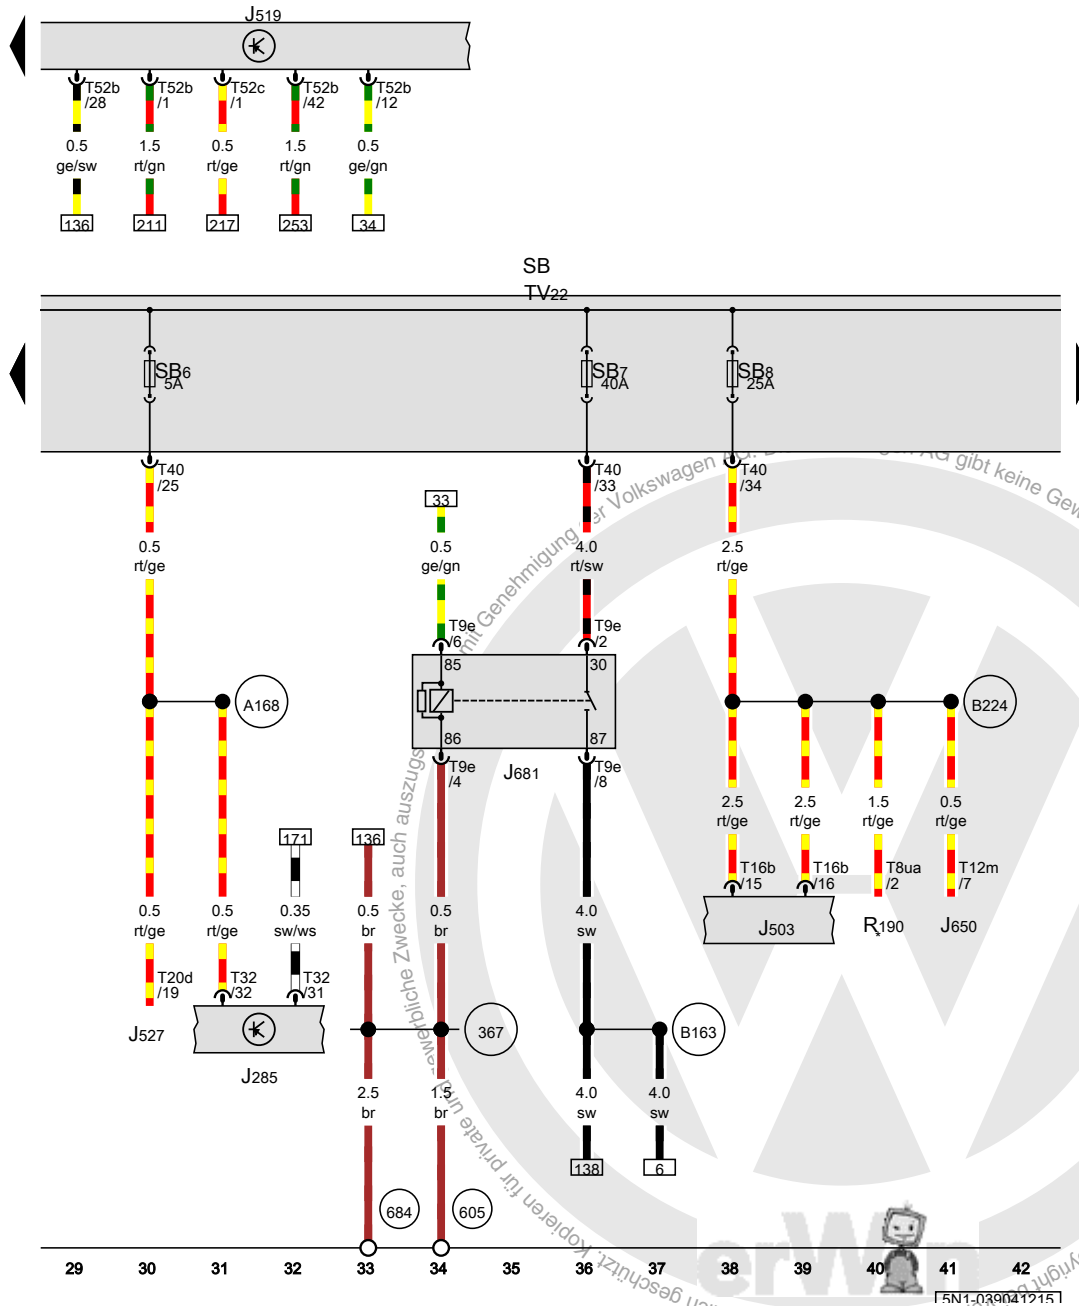 J519
T52b T52b T52c T52b T52b
/28 /1 /1 /42 /12
0.5 1.5 0.5 1.5 0.5
ge/sw rt/gn rt/ge rt/gn ge/gn
136 211 217 253 34
SB
TV22
SB6 SB7 SB8
5A 40A 25A
T40 T40 T40
/25 /33 /34
33
0.5 0.5 4.0 2.5
rt/ge ge/gn rt/sw rt/ge
T9e T9e
/6 /2
85 30
A168 B224
86 87
T9e T9e
/4 /8
J681
2.5 2.5 1.5 0.5
rt/ge rt/ge rt/ge rt/ge
171 136
T16b T16b T8ua T12m
/15 /16 /2 /7
0.5 0.5 0.35 0.5 0.5 4.0
rt/ge rt/ge sw/ws br br sw
J503 R190 J650
*
T20d T32 T32
/19 /32 /31
J527 367 B163
J285
2.5 1.5 4.0 4.0
br br sw sw
138 6
684 605
29 30 31 32 33 34 35 36 37 38 39 40 41 42
5N1-039041215
erWin